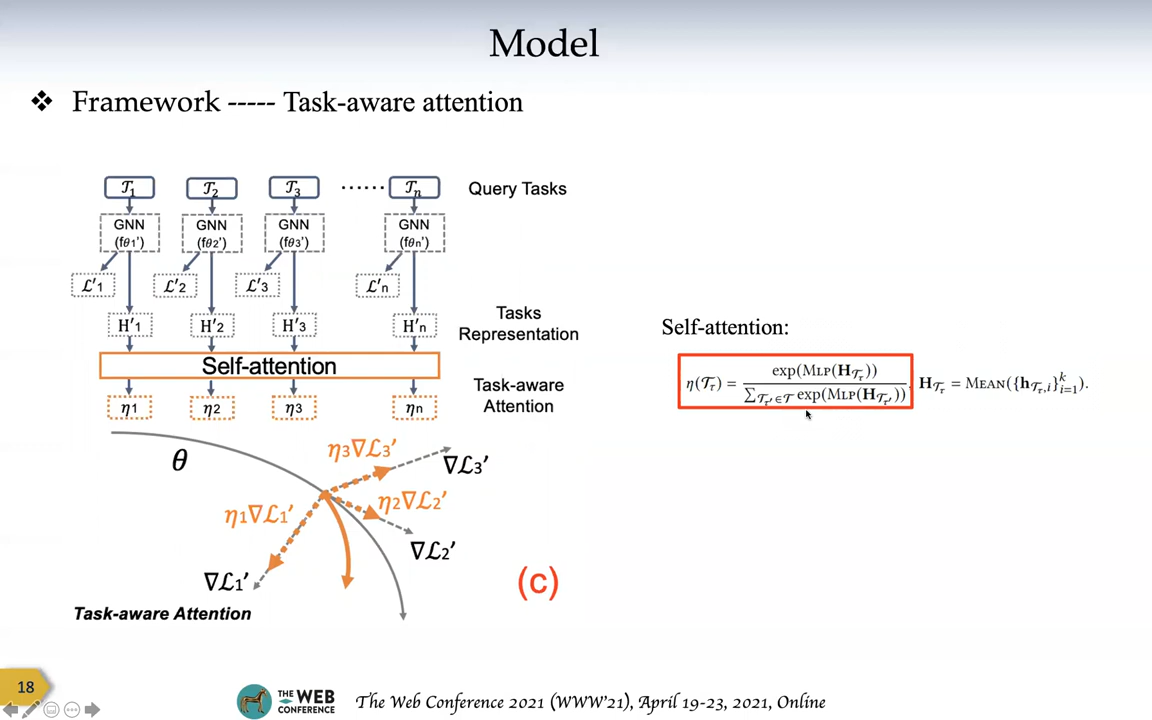 Model
❖ Framework ----- Task-aware attention
𝒯1 𝒯2 𝒯3 ...... 𝒯n Query Tasks
GNN GNN GNN GNN
(fθ1') (fθ2') (fθ3') (fθn')
ℒ'1 ℒ'2 ℒ'3 ℒ'n
Tasks
H'1 H'2 H'3 H'n Representation
Self-attention
Task-aware
η1 η2 η3 ηn Attention
θ
η3∇ℒ3'
∇ℒ3'
η2∇ℒ2'
η1∇ℒ1'
∇ℒ2'
∇ℒ1'
(c)
Task-aware Attention
Self-attention:
η(𝒯τ) = exp(MLP(H𝒯τ)) / ∑𝒯τ'∈𝒯 exp(MLP(H𝒯τ')) , H𝒯τ = MEAN({h𝒯τ,i}ᵏi=1).
18
THE WEB
CONFERENCE
The Web Conference 2021 (WWW'21), April 19-23, 2021, Online